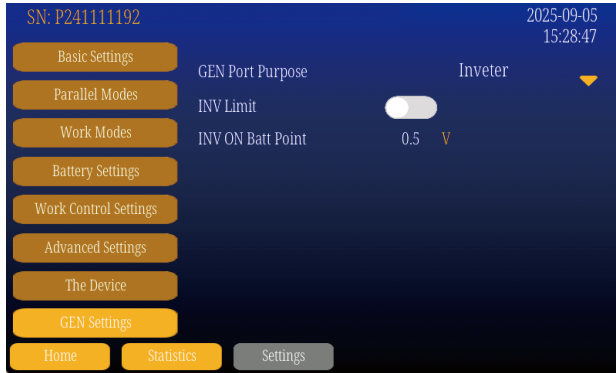 SN: P241111192
2025-09-05
15:28:47
Basic Settings
Parallel Modes
Work Modes
Battery Settings
Work Control Settings
Advanced Settings
The Device
GEN Settings
GEN Port Purpose Inveter
INV Limit
INV ON Batt Point 0.5 V
Home Statistics Settings